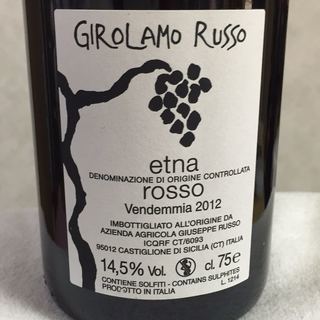 GIROLAMO RUSSO
etna
DENOMINAZIONE DI ORIGINE CONTROLLATA
rosso
Vendemmia 2012
IMBOTTIGLIATO ALL'ORIGINE DA
AZIENDA AGRICOLA GIUSEPPE RUSSO
ICQRF CT/6093
95012 CASTIGLIONE DI SICILIA (CT) ITALIA
14,5% Vol. cl. 75e
CONTIENE SOLFITI - CONTAINS SULPHITES
PRODOTTO IN ITALIA L. 1214